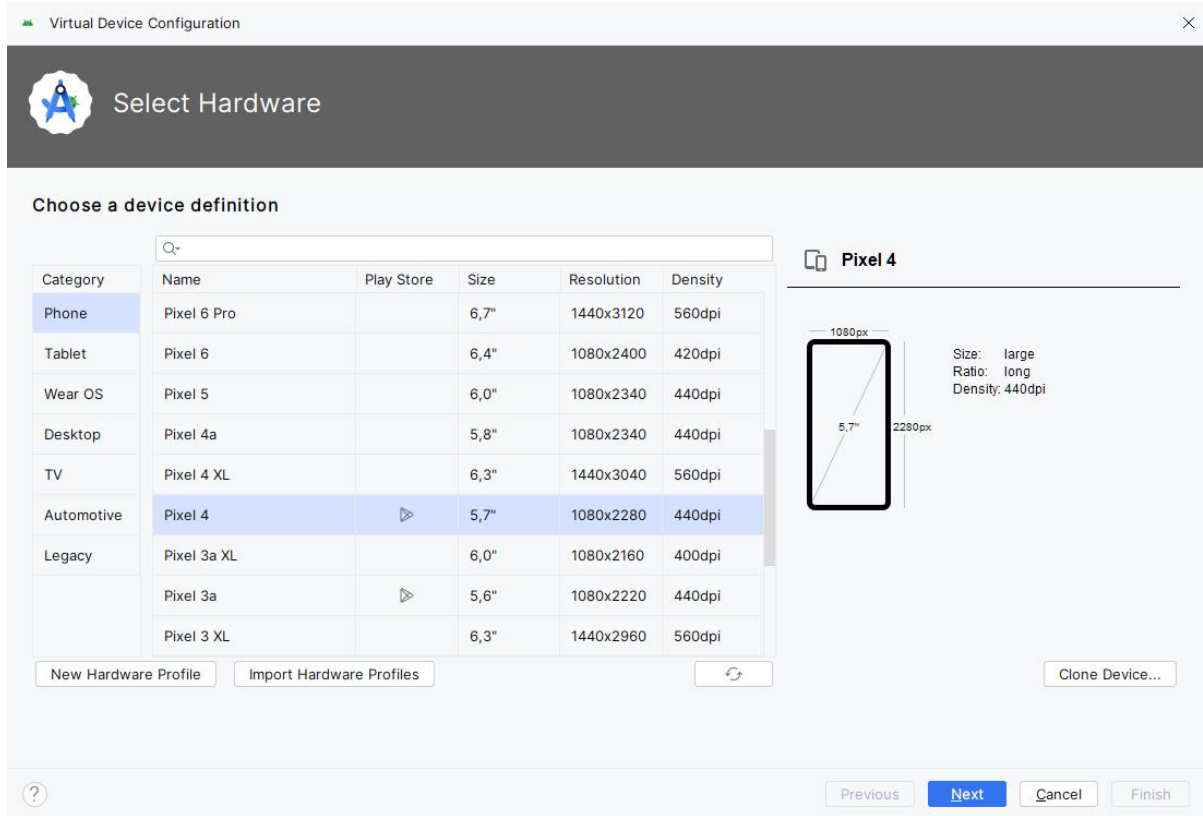 Virtual Device Configuration
Select Hardware
Choose a device definition
Category
Phone
Tablet
Wear OS
Desktop
TV
Automotive
Legacy
Name Play Store Size Resolution Density
Pixel 6 Pro 6,7" 1440x3120 560dpi
Pixel 6 6,4" 1080x2400 420dpi
Pixel 5 6,0" 1080x2340 440dpi
Pixel 4a 5,8" 1080x2340 440dpi
Pixel 4 XL 6,3" 1440x3040 560dpi
Pixel 4 5,7" 1080x2280 440dpi
Pixel 3a XL 6,0" 1080x2160 400dpi
Pixel 3a 5,6" 1080x2220 440dpi
Pixel 3 XL 6,3" 1440x2960 560dpi
New Hardware Profile Import Hardware Profiles
Pixel 4
1080px
5,7" 2280px
Size: large
Ratio: long
Density: 440dpi
Clone Device...
? Previous Next Cancel Finish